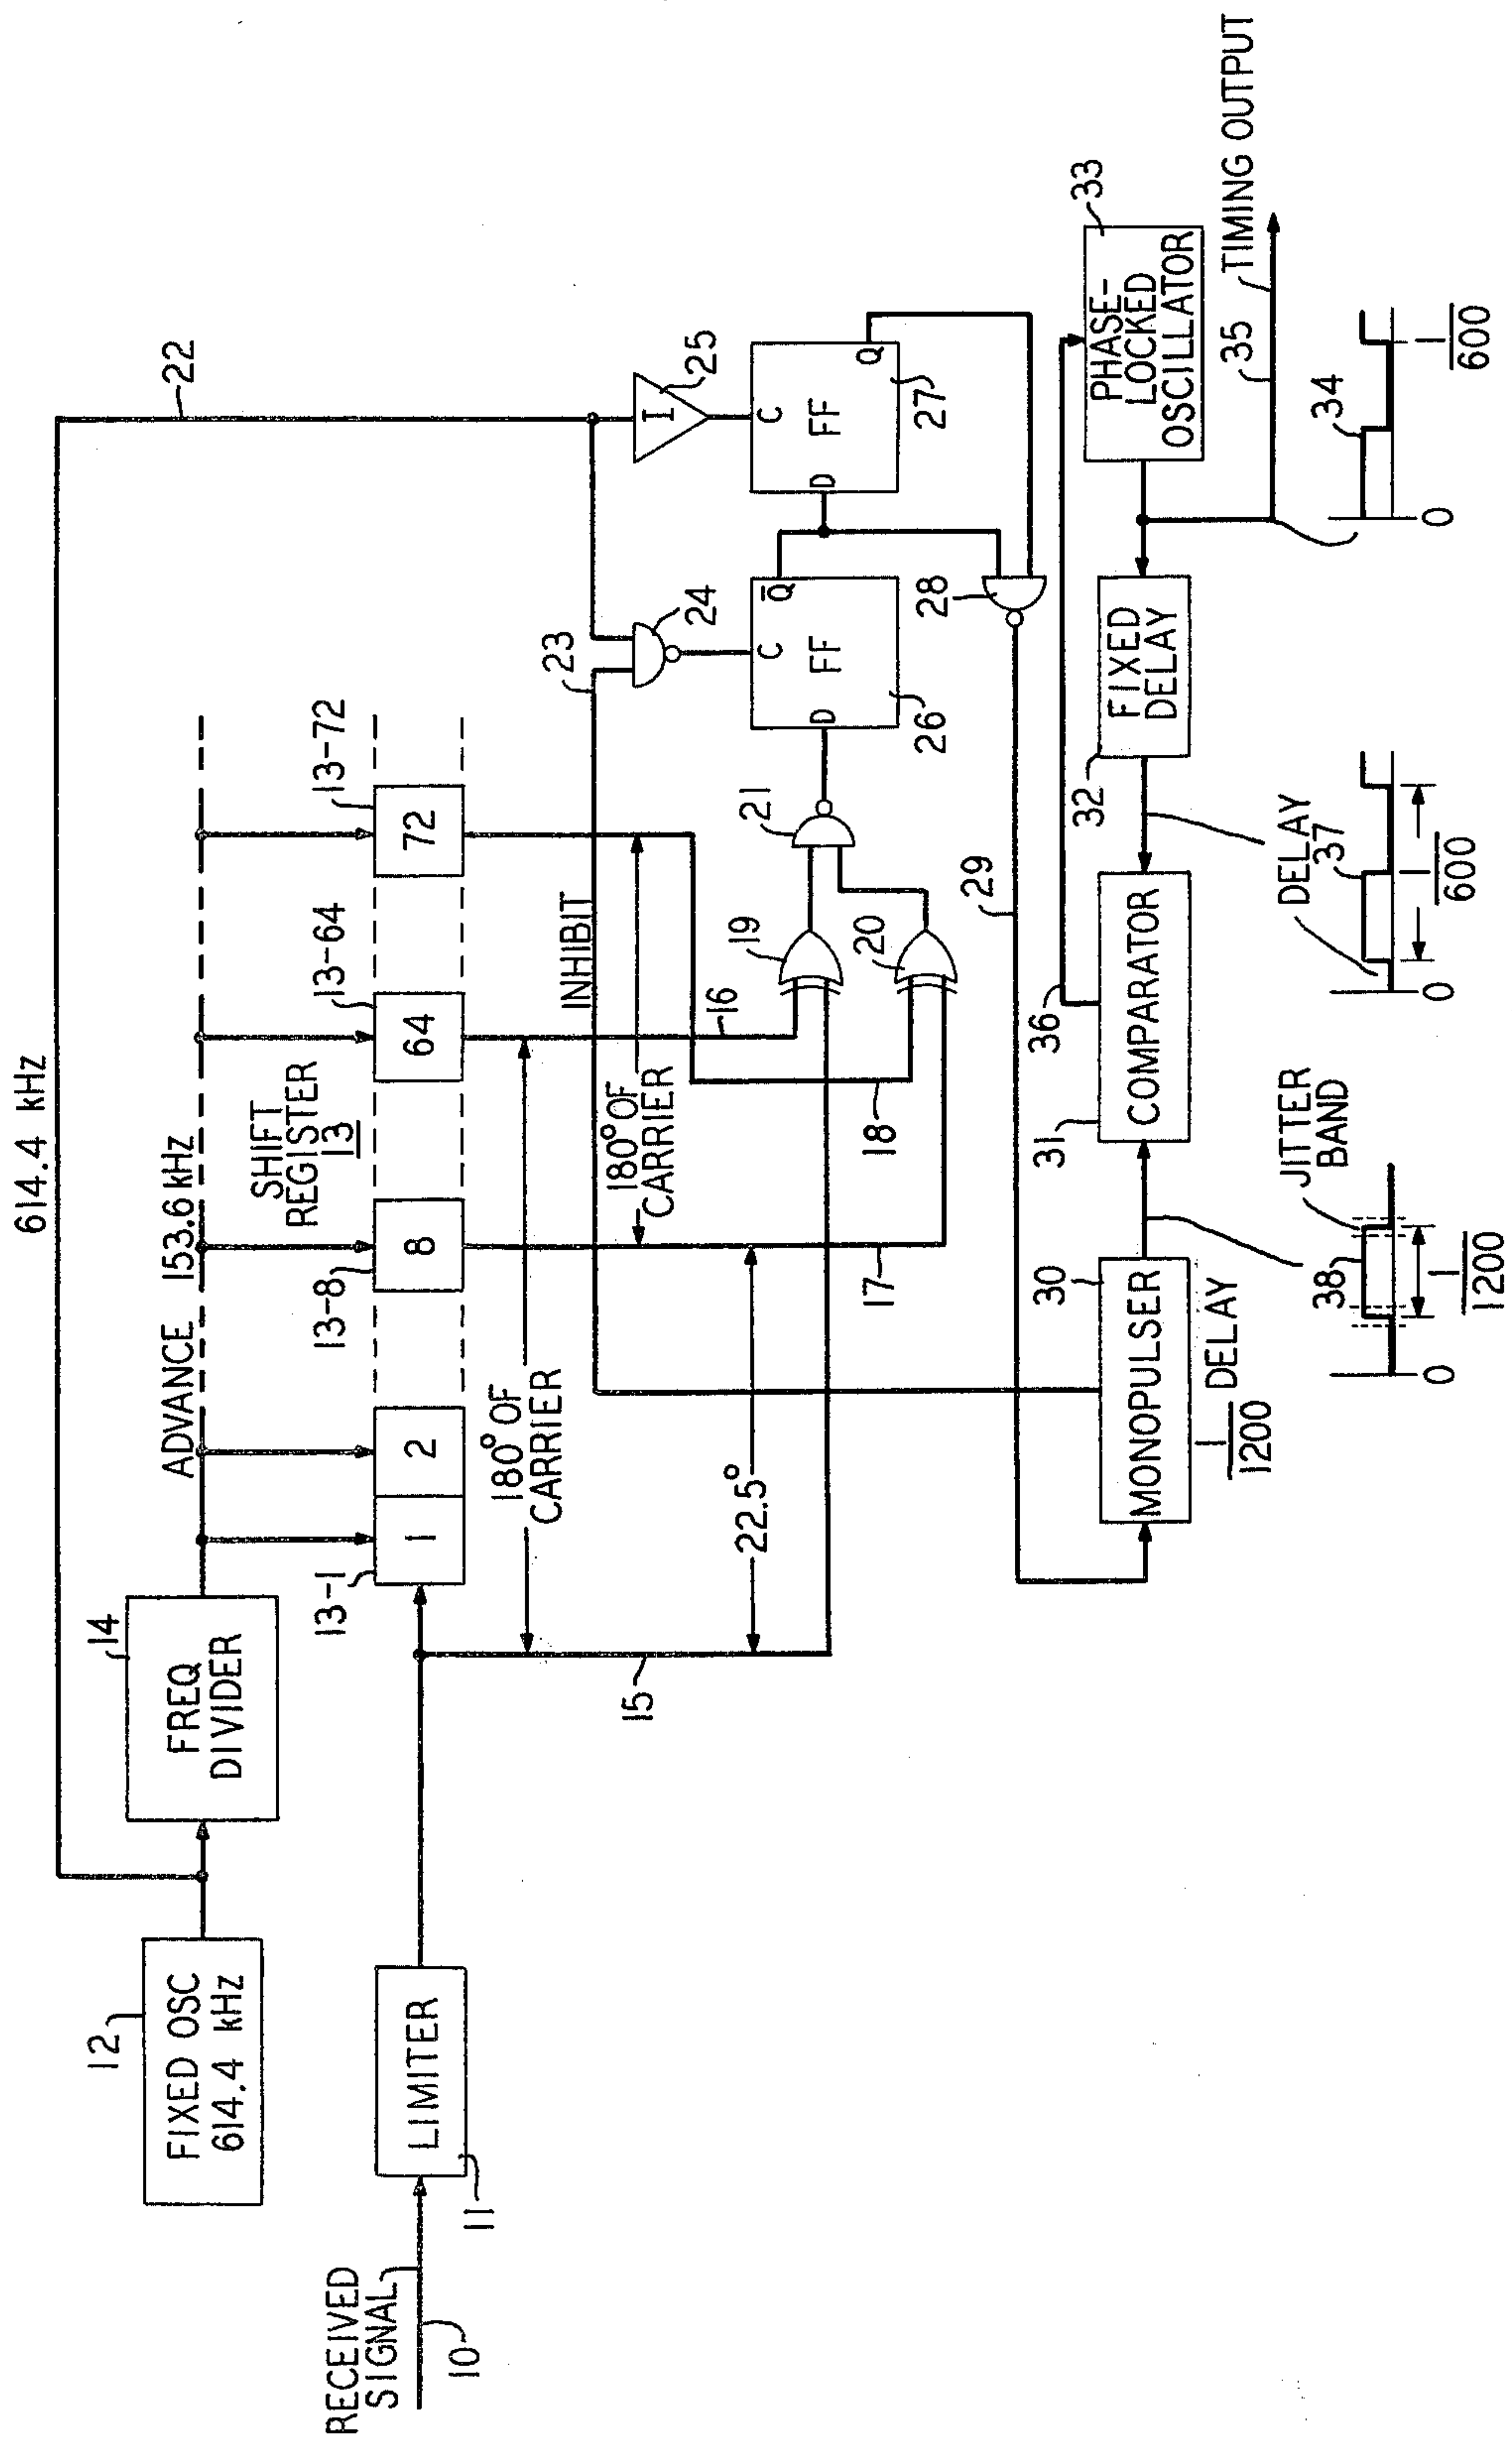 614.4 kHz
22
12
FIXED OSC
614.4 kHz
14
FREQ
DIVIDER
ADVANCE 153.6 kHz
SHIFT
REGISTER
13
13-1
1
2
13-8
8
13-64
64
13-72
72
RECEIVED
SIGNAL
10
11
LIMITER
15
180° OF
CARRIER
22.5°
180° OF
CARRIER
INHIBIT
16
17
18
19
20
21
23
24
25
I
C
D
Q̅
FF
26
C
D
Q
FF
27
28
29
30
MONOPULSER
1
1200
DELAY
31
COMPARATOR
36
32
FIXED
DELAY
33
PHASE-
LOCKED
OSCILLATOR
35
TIMING OUTPUT
38
JITTER
BAND
0
1
1200
DELAY
37
0
1
600
34
0
1
600